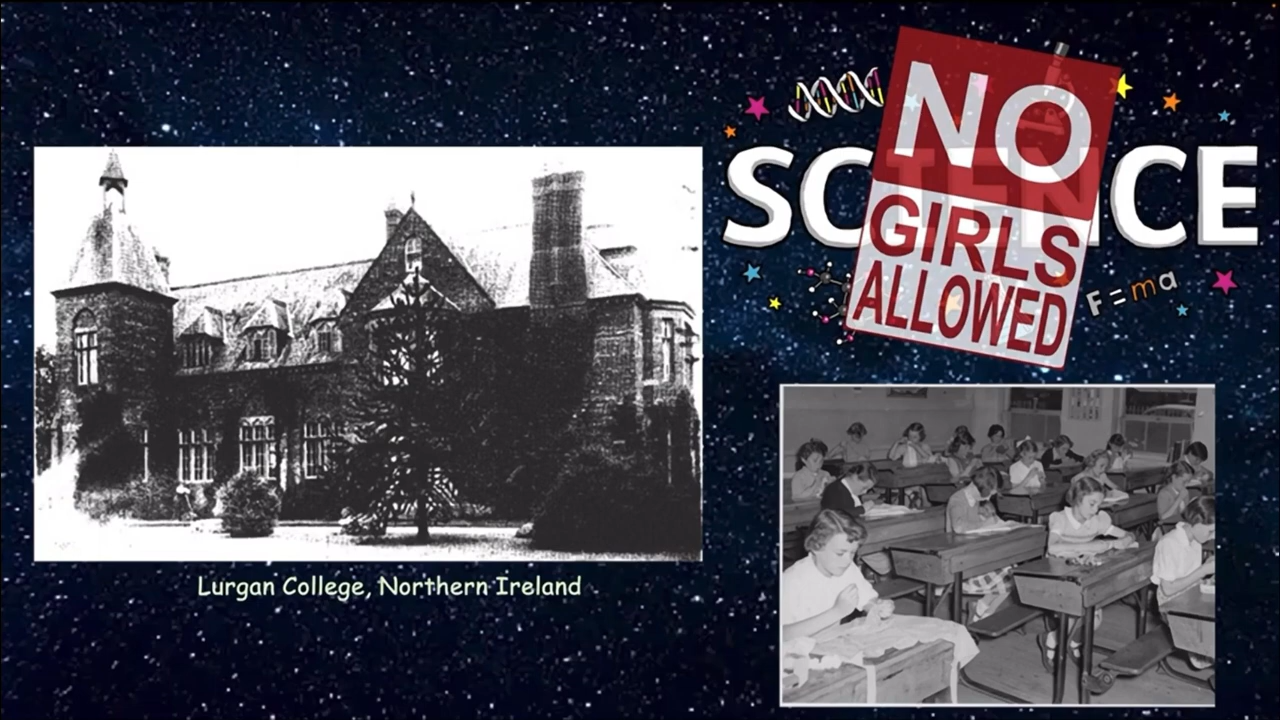 SCIENCE
NO
GIRLS
ALLOWED
F=ma
Lurgan College, Northern Ireland